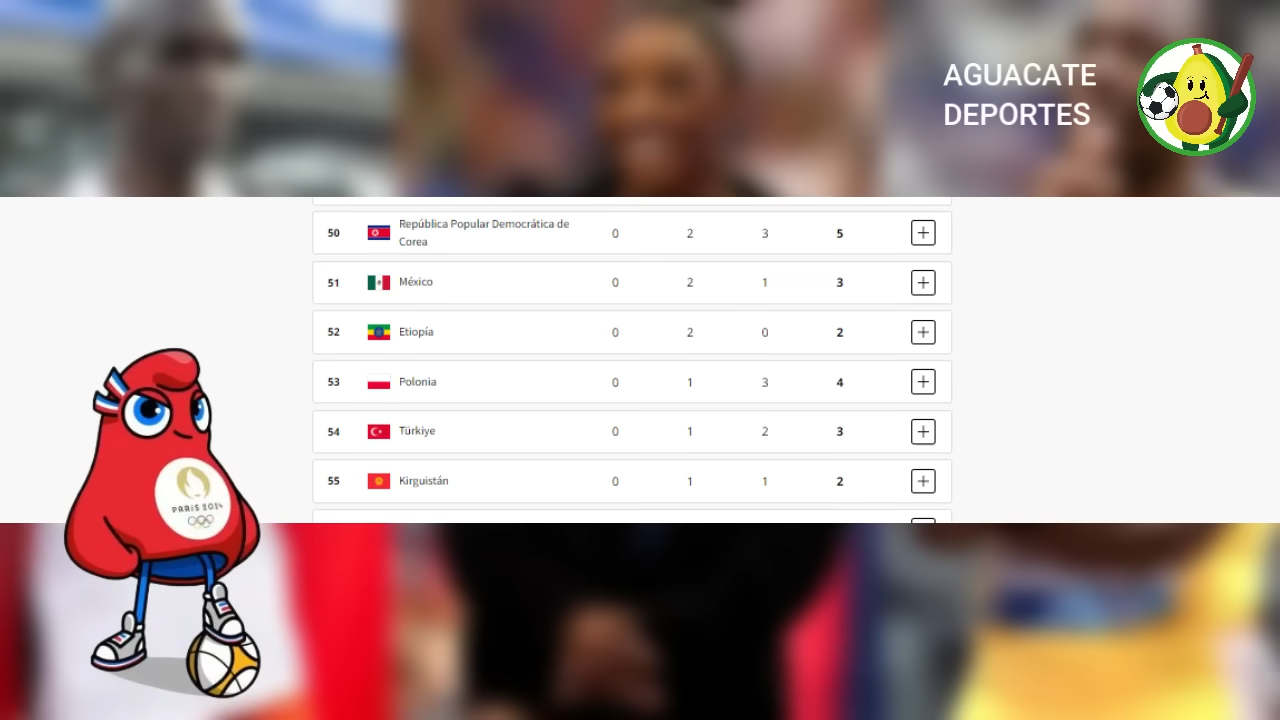 AGUACATE
DEPORTES
50 República Popular Democrática de Corea 0 2 3 5
51 México 0 2 1 3
52 Etiopía 0 2 0 2
53 Polonia 0 1 3 4
54 Türkiye 0 1 2 3
55 Kirguistán 0 1 1 2
PARIS 2024